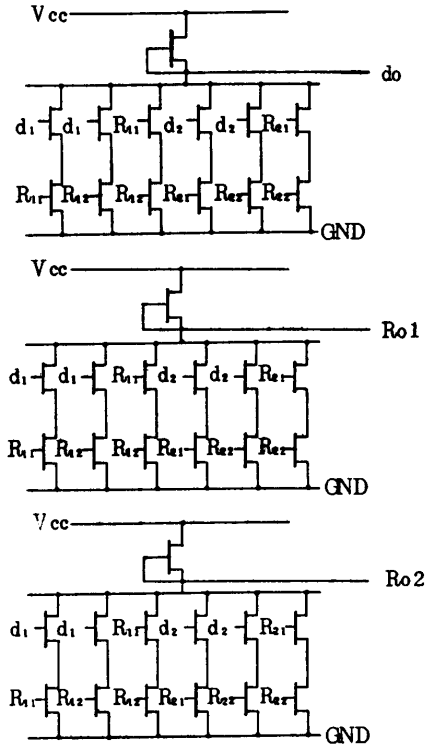 Vcc
do
d₁ d₁ R₁₁ d₂ d₂ R₂₁
R₁₁ R₁₂ R₁₂ R₂₁ R₂₂ R₂₂
GND
Vcc
Ro1
d₁ d₁ R₁₁ d₂ d₂ R₂₁
R₁₁ R₁₂ R₁₂ R₂₁ R₂₂ R₂₂
GND
Vcc
Ro2
d₁ d₁ R₁₁ d₂ d₂ R₂₁
R₁₁ R₁₂ R₁₂ R₂₁ R₂₂ R₂₂
GND